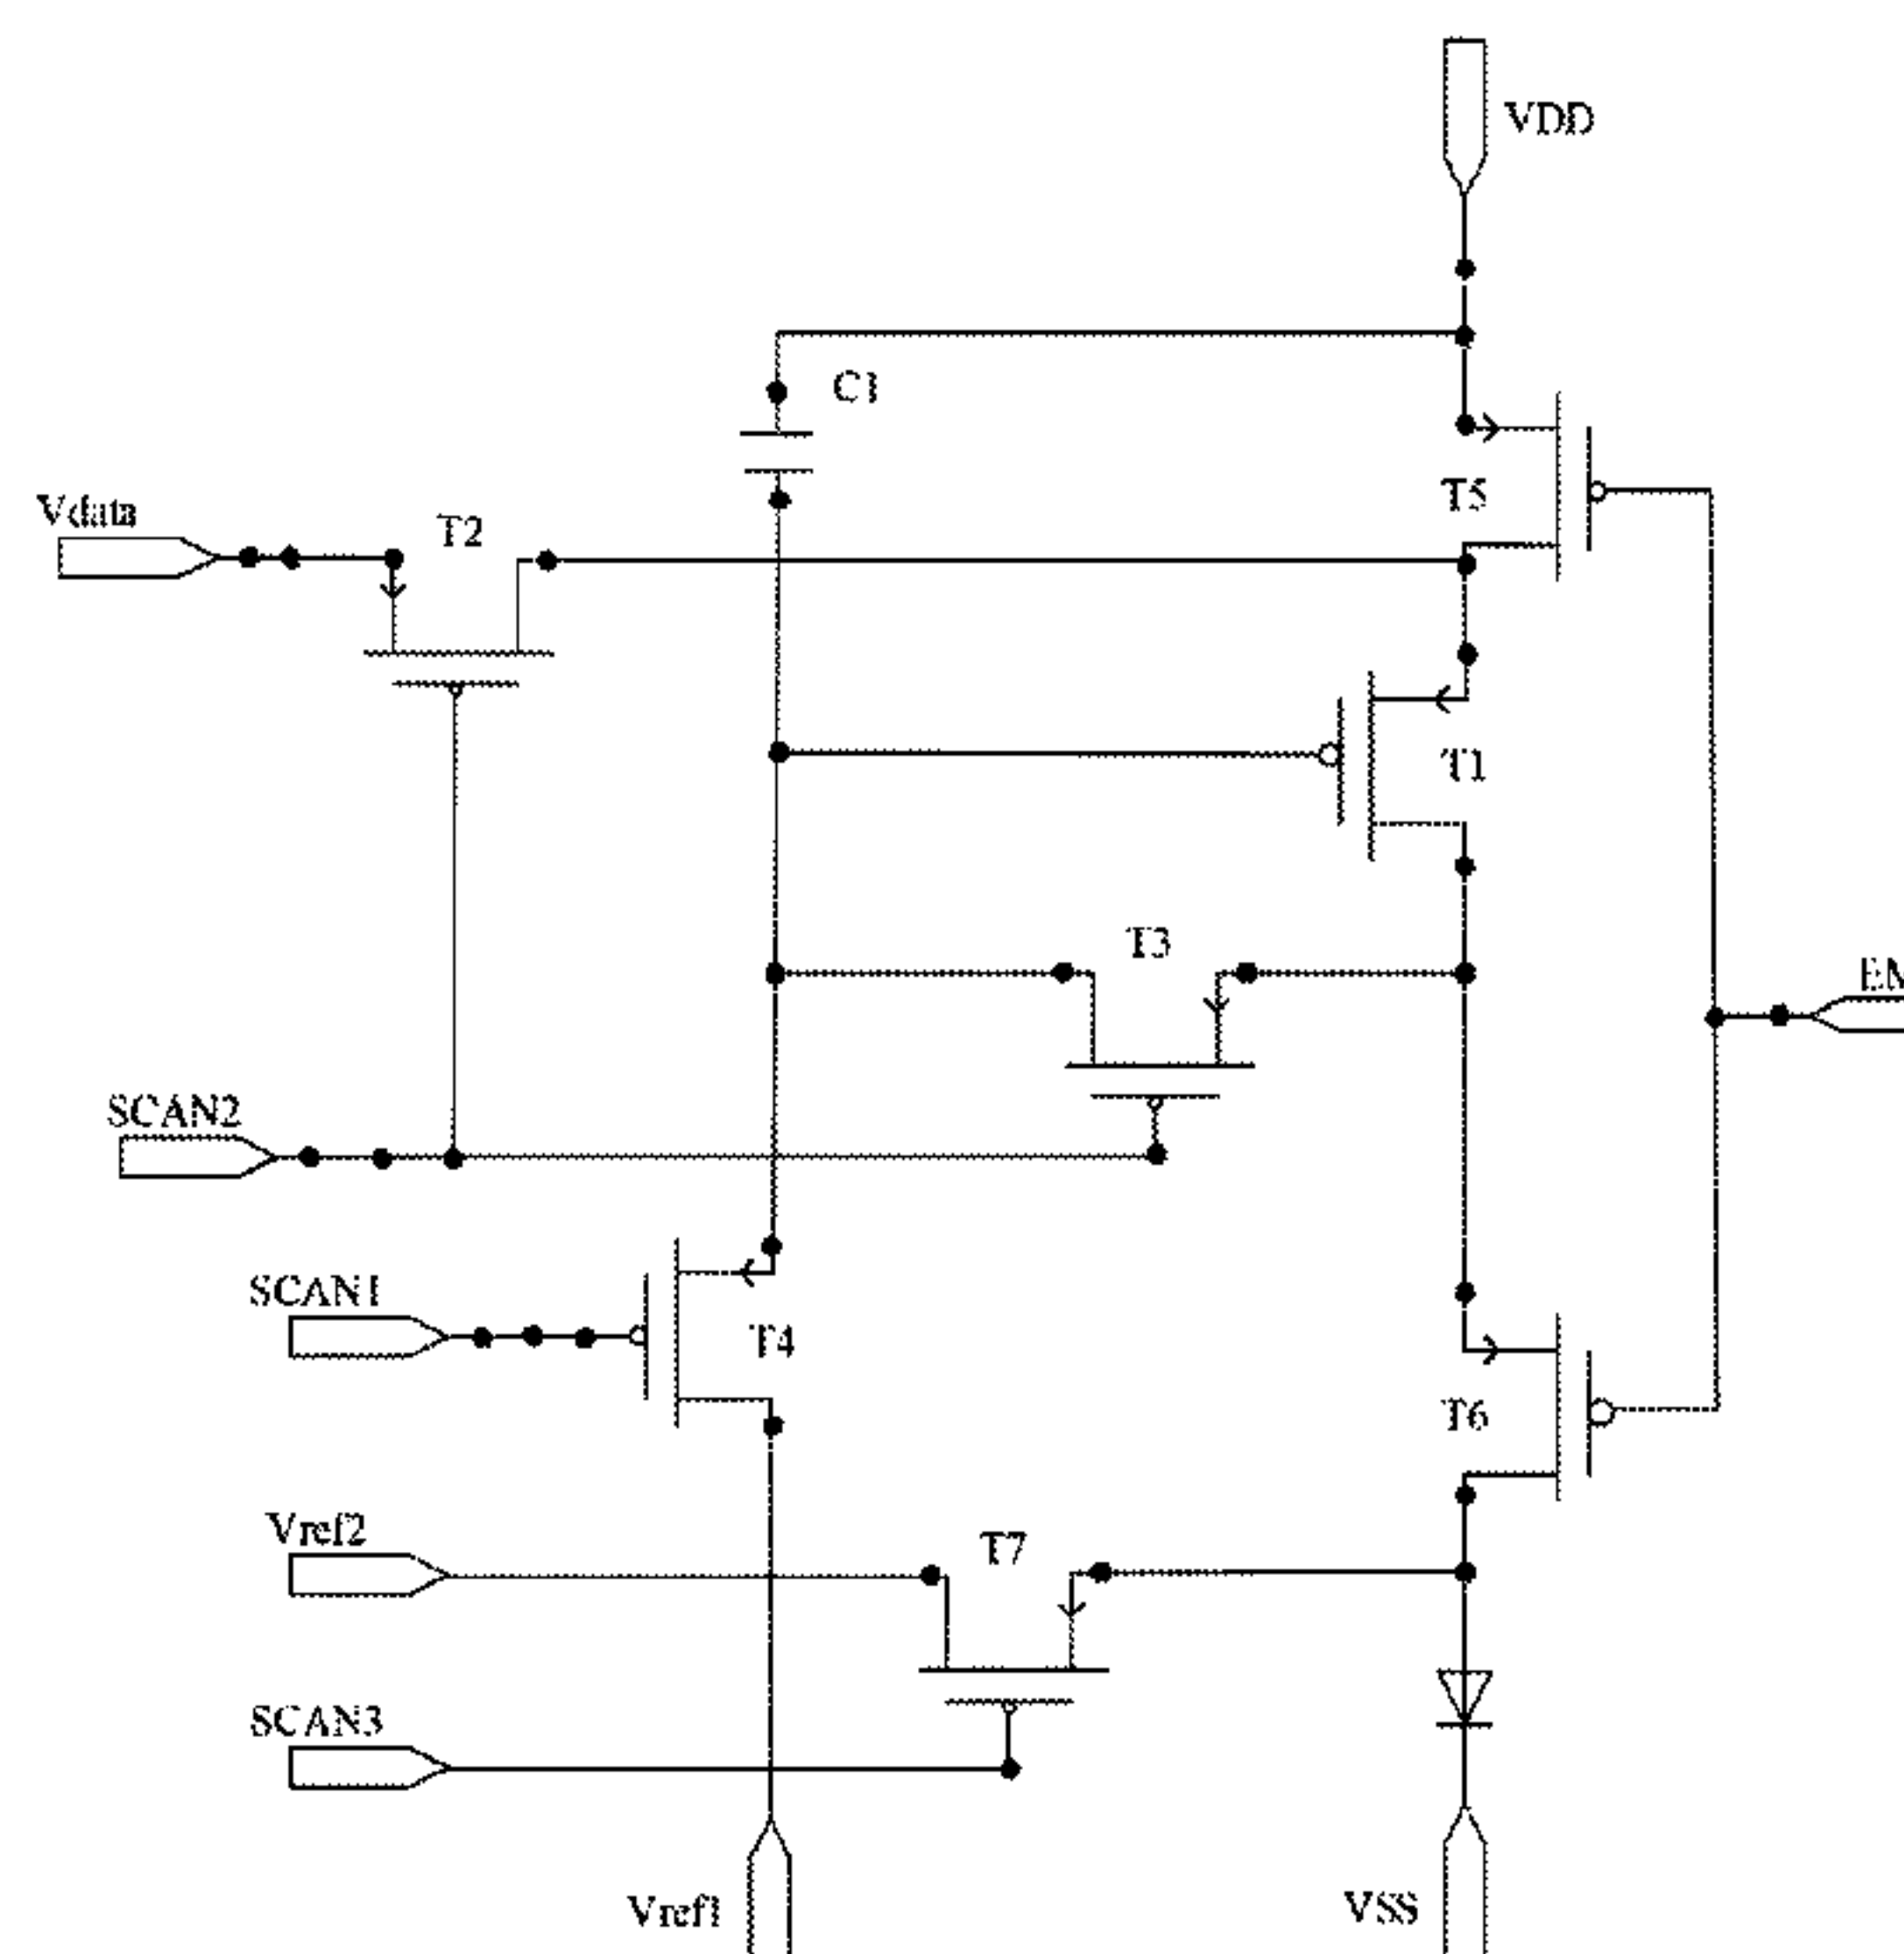 VDD
C1
Vdata
T2
T5
T1
T3
EM
SCAN2
SCAN1
T4
T6
Vref2
T7
SCAN3
Vref1
VSS